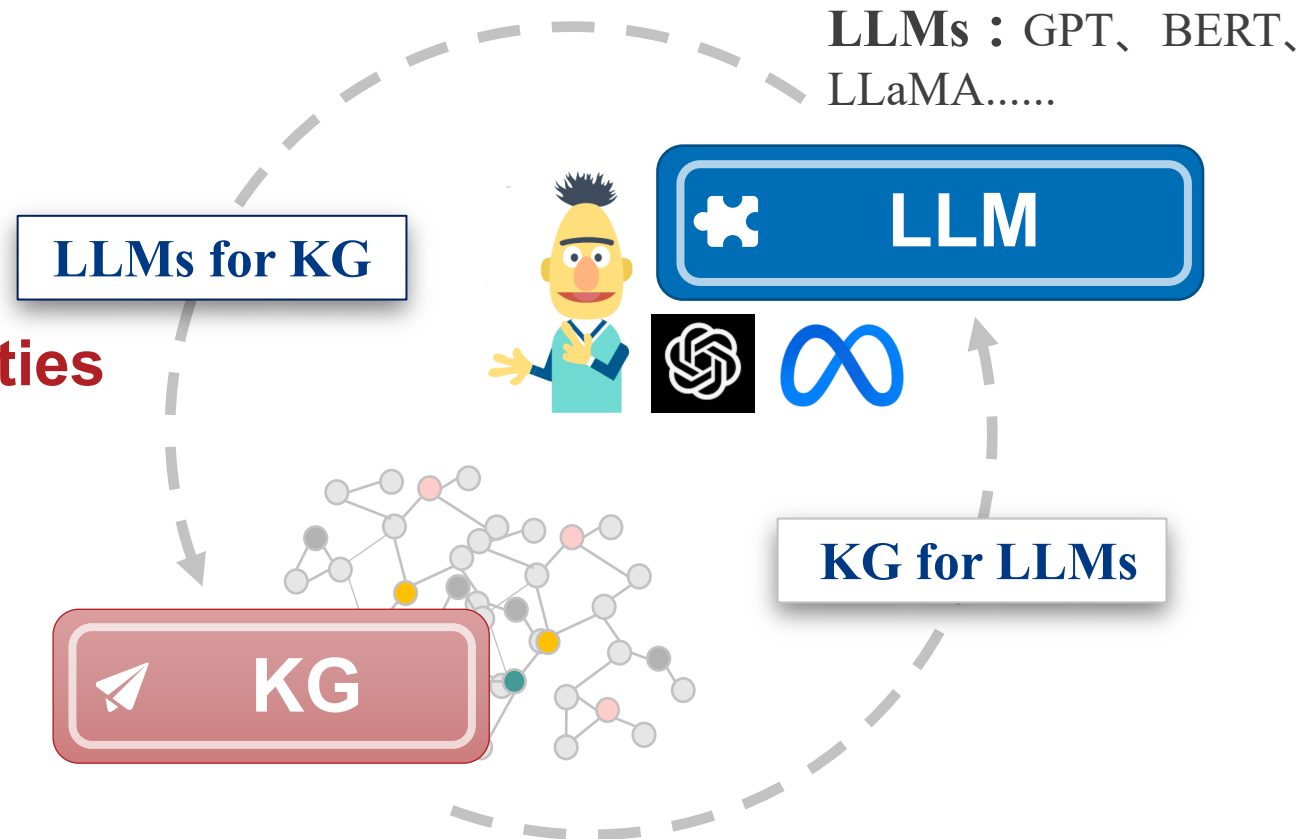 LLMs：GPT、BERT、
LLaMA......
LLM
LLMs for KG
ties
KG for LLMs
KG